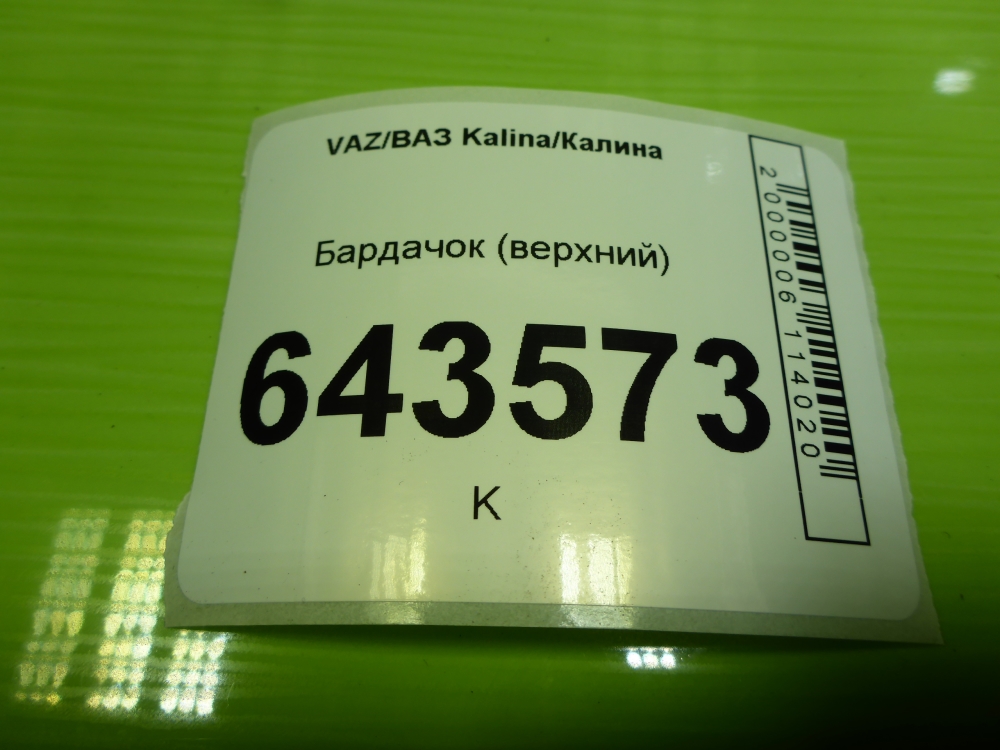 VAZ/ВАЗ Kalina/Калина
Бардачок (верхний)
643573
К
2000006114020